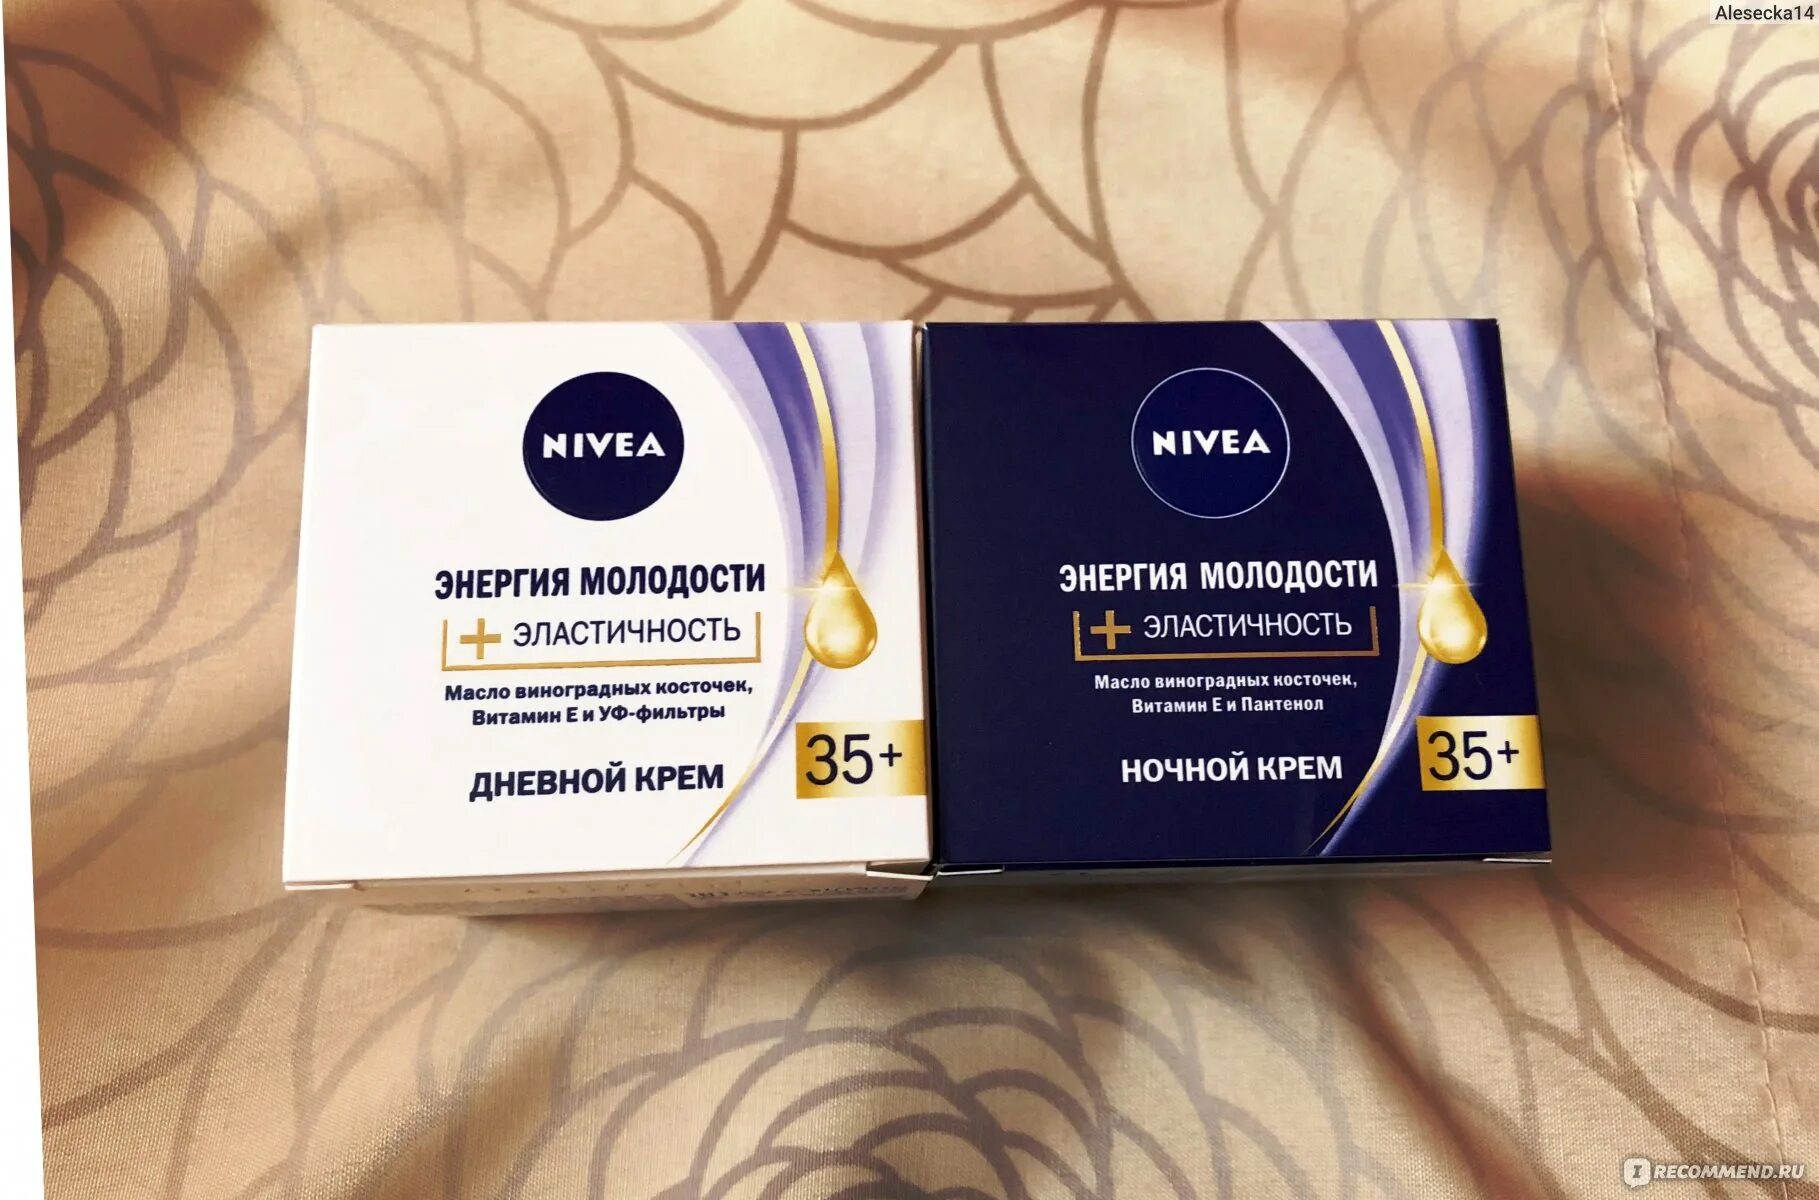 Alesecka14
NIVEA
ЭНЕРГИЯ МОЛОДОСТИ
+ ЭЛАСТИЧНОСТЬ
Масло виноградных косточек,
Витамин Е и УФ-фильтры
35+
ДНЕВНОЙ КРЕМ
NIVEA
ЭНЕРГИЯ МОЛОДОСТИ
+ ЭЛАСТИЧНОСТЬ
Масло виноградных косточек,
Витамин Е и Пантенол
35+
НОЧНОЙ КРЕМ
IRECOMMEND.RU